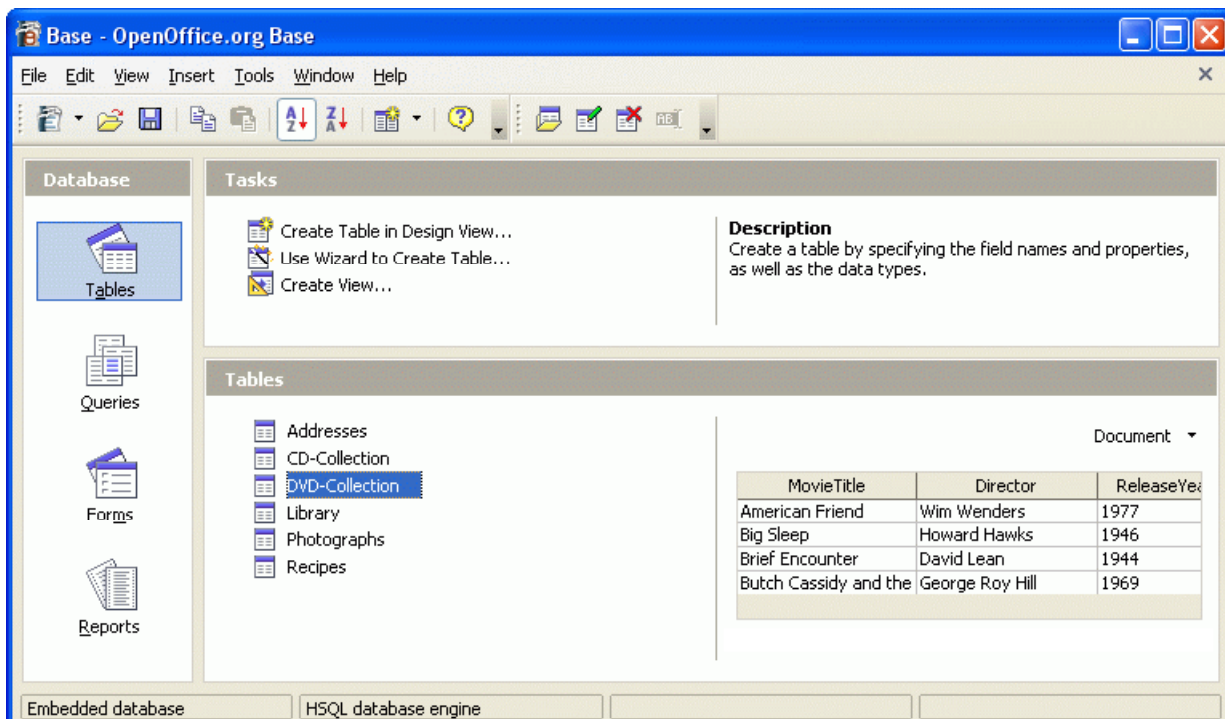 Base - OpenOffice.org Base
File Edit View Insert Tools Window Help
Database
Tables
Queries
Forms
Reports
Tasks
Create Table in Design View...
Use Wizard to Create Table...
Create View...
Description
Create a table by specifying the field names and properties,
as well as the data types.
Tables
Addresses
CD-Collection
DVD-Collection
Library
Photographs
Recipes
Document
MovieTitle Director ReleaseYea
American Friend Wim Wenders 1977
Big Sleep Howard Hawks 1946
Brief Encounter David Lean 1944
Butch Cassidy and the George Roy Hill 1969
Embedded database HSQL database engine